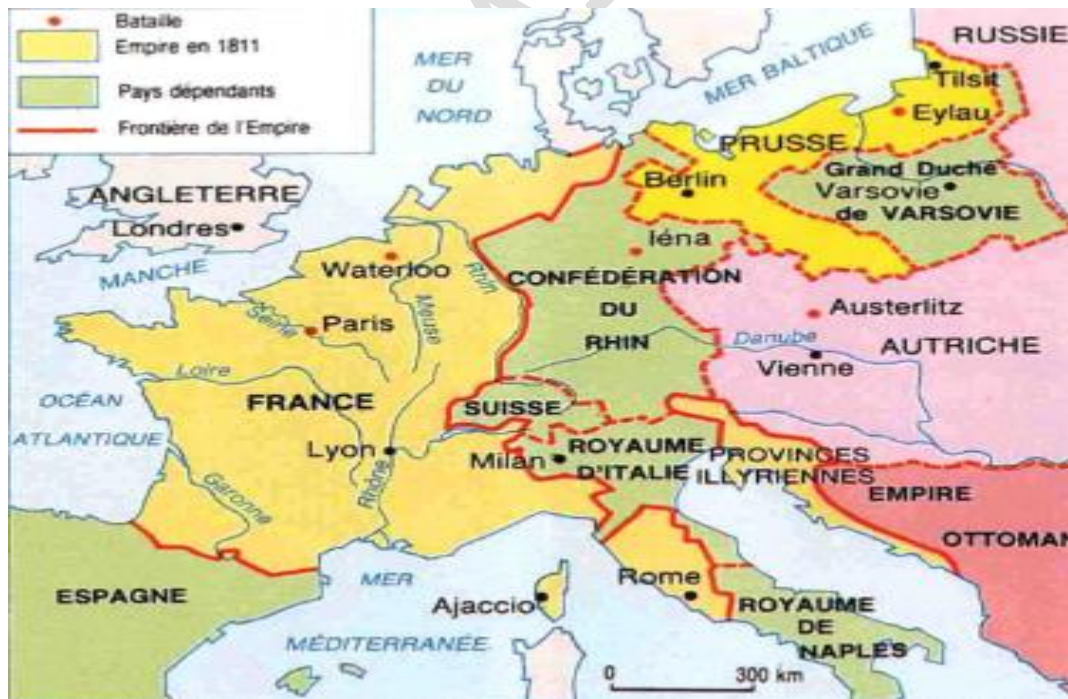 Bataille
Empire en 1811
Pays dépendants
Frontière de l'Empire
MER
DU
NORD
MER BALTIQUE
RUSSIE
Tilsit
Eylau
PRUSSE
Berlin
Grand Duché
Varsovie
de VARSOVIE
ANGLETERRE
Londres
MANCHE
Waterloo
Rhin
Iéna
CONFÉDÉRATION
DU
RHIN
Meuse
Seine
Paris
Austerlitz
Danube
Vienne
AUTRICHE
Loire
OCÉAN
ATLANTIQUE
FRANCE
SUISSE
Lyon
Rhône
Milan
ROYAUME
D'ITALIE
PROVINCES
ILLYRIENNES
Garonne
EMPIRE
OTTOMAN
ESPAGNE
MER
MÉDITERRANÉE
Ajaccio
Rome
ROYAUME
DE
NAPLES
0 300 km